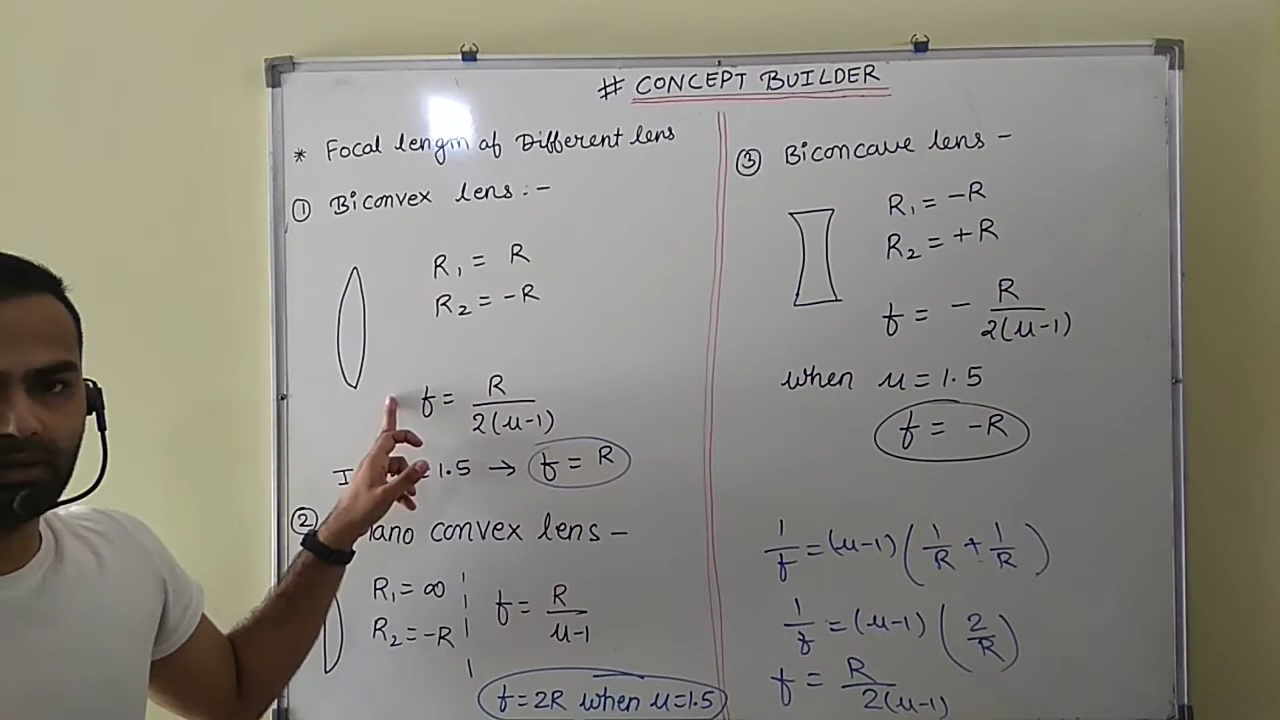 # CONCEPT BUILDER
* Focal length of Different lens
① Biconvex lens :-
R₁ = R
R₂ = -R
f = R / 2(μ-1)
1.5 → f = R
② convex lens -
R₁ = ∞
R₂ = -R
f = R / μ-1
f = 2R when μ = 1.5
③ Biconcave lens -
R₁ = -R
R₂ = +R
f = - R / 2(μ-1)
when μ = 1.5
f = -R
1/f = (μ-1) (1/R + 1/R)
1/f = (μ-1) (2/R)
f = R / 2(μ-1)